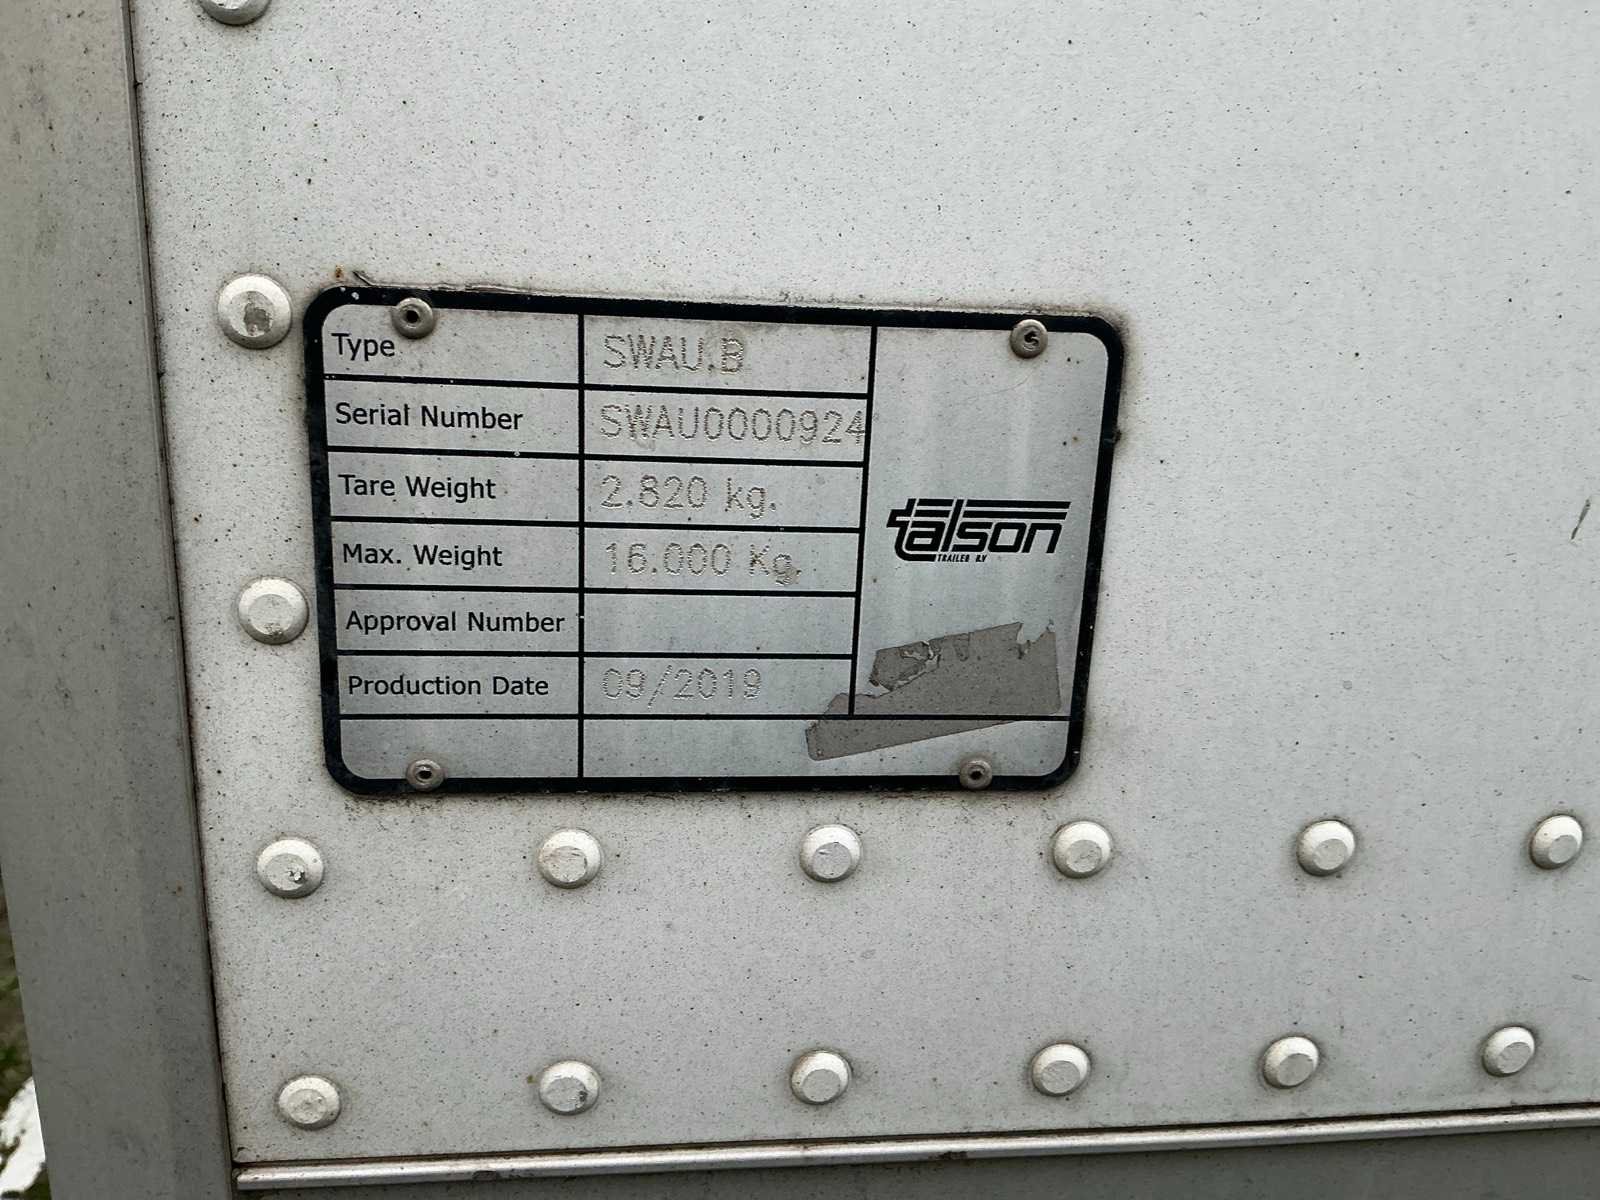 Type SWAU.B
Serial Number SWAU0000924
Tare Weight 2.820 kg.
Max. Weight 16.000 Kg.
Approval Number
Production Date 09/2019
talson
TRAILER B.V